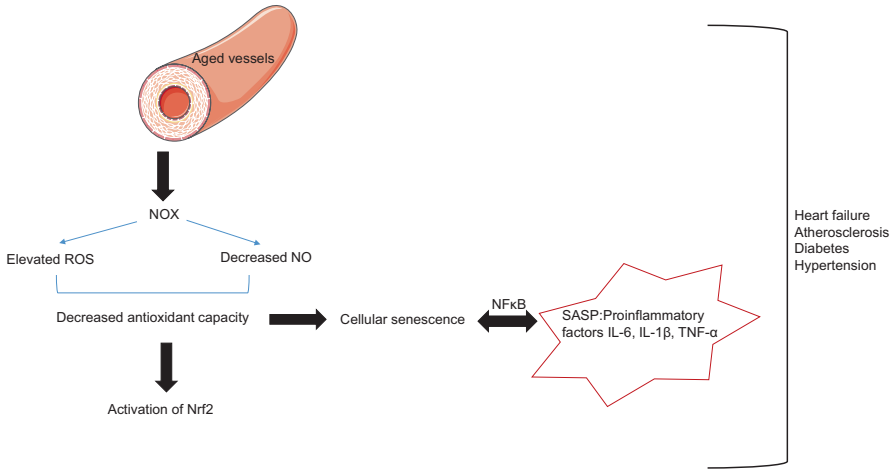 Aged vessels
NOX
Elevated ROS
Decreased NO
Decreased antioxidant capacity
Cellular senescence
NFκB
SASP:Proinflammatory
factors IL-6, IL-1β, TNF-α
Activation of Nrf2
Heart failure
Atherosclerosis
Diabetes
Hypertension